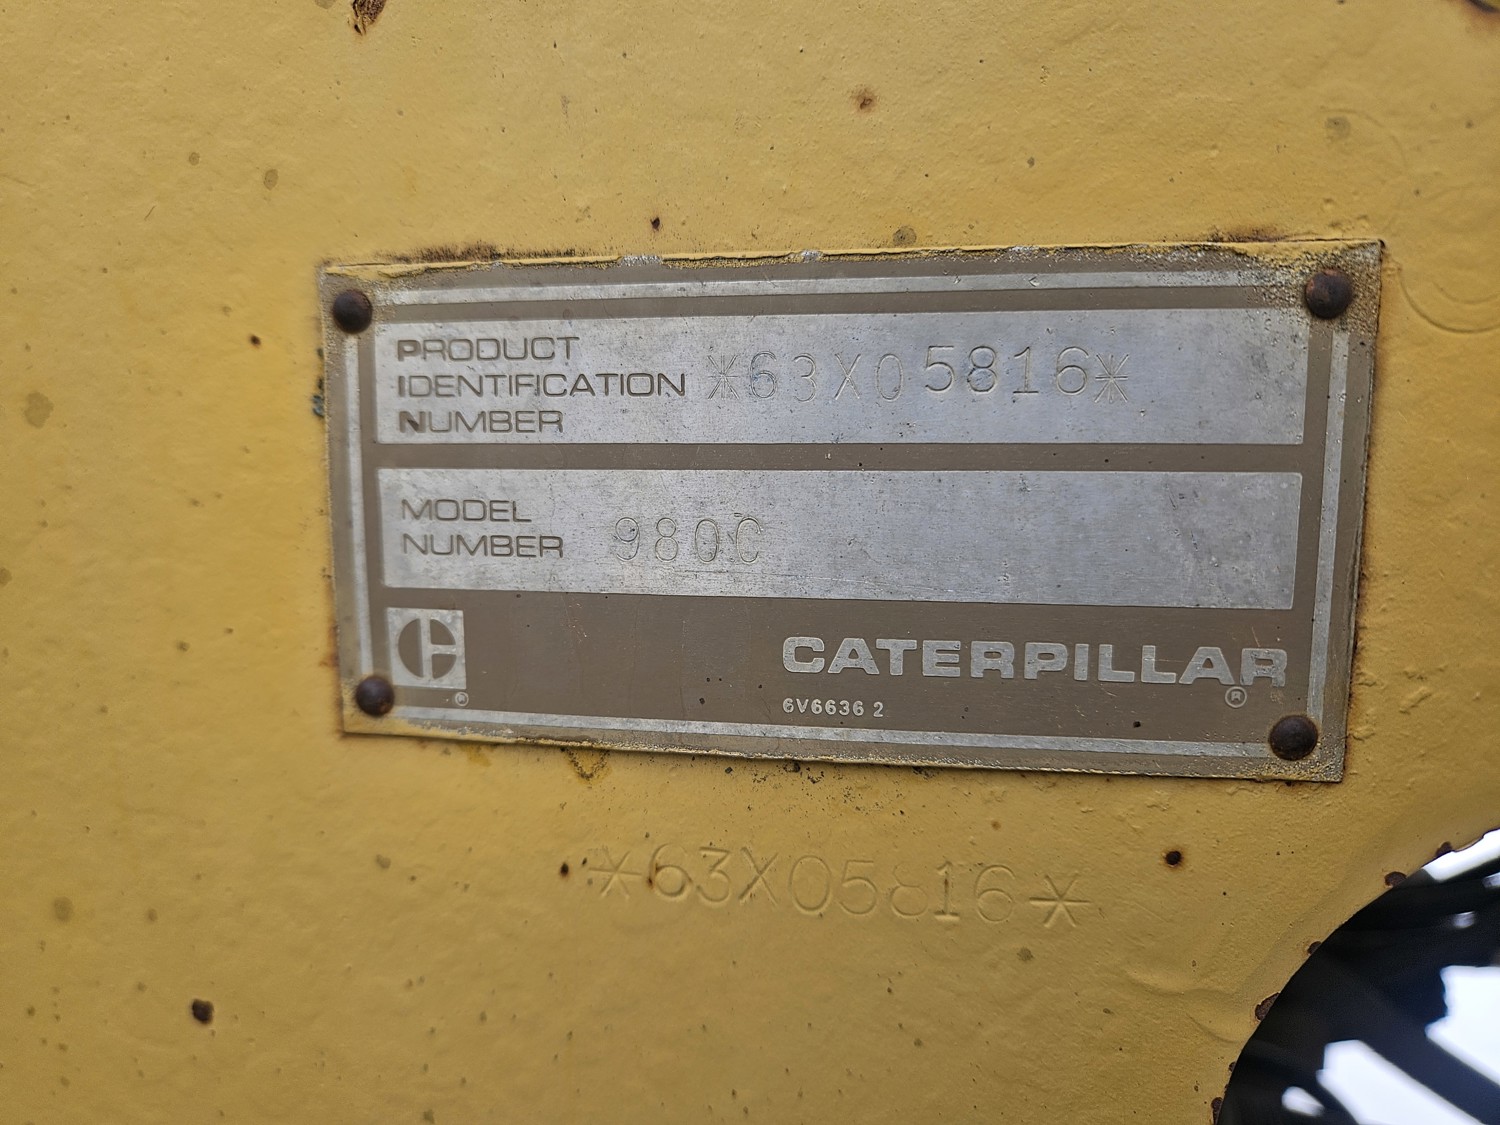 PRODUCT
IDENTIFICATION
NUMBER
*63X05816*
MODEL
NUMBER
980C
CATERPILLAR
®
®
6V6636 2
*63X05816*